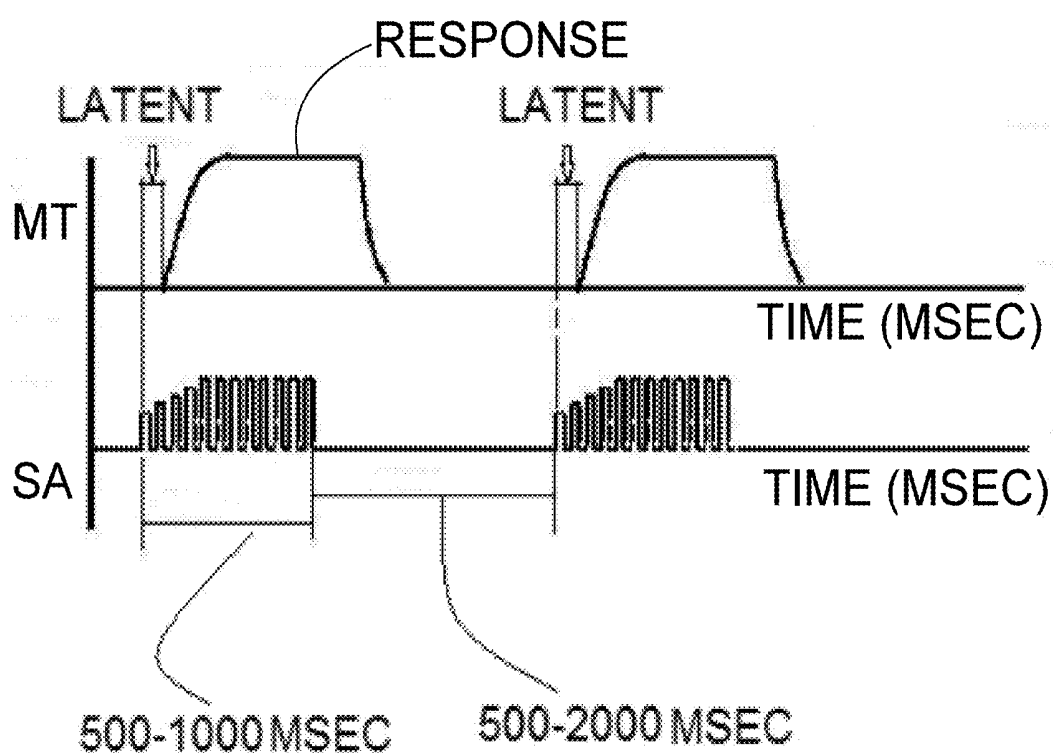 RESPONSE
LATENT LATENT
MT
TIME (MSEC)
SA
TIME (MSEC)
500-1000 MSEC 500-2000 MSEC